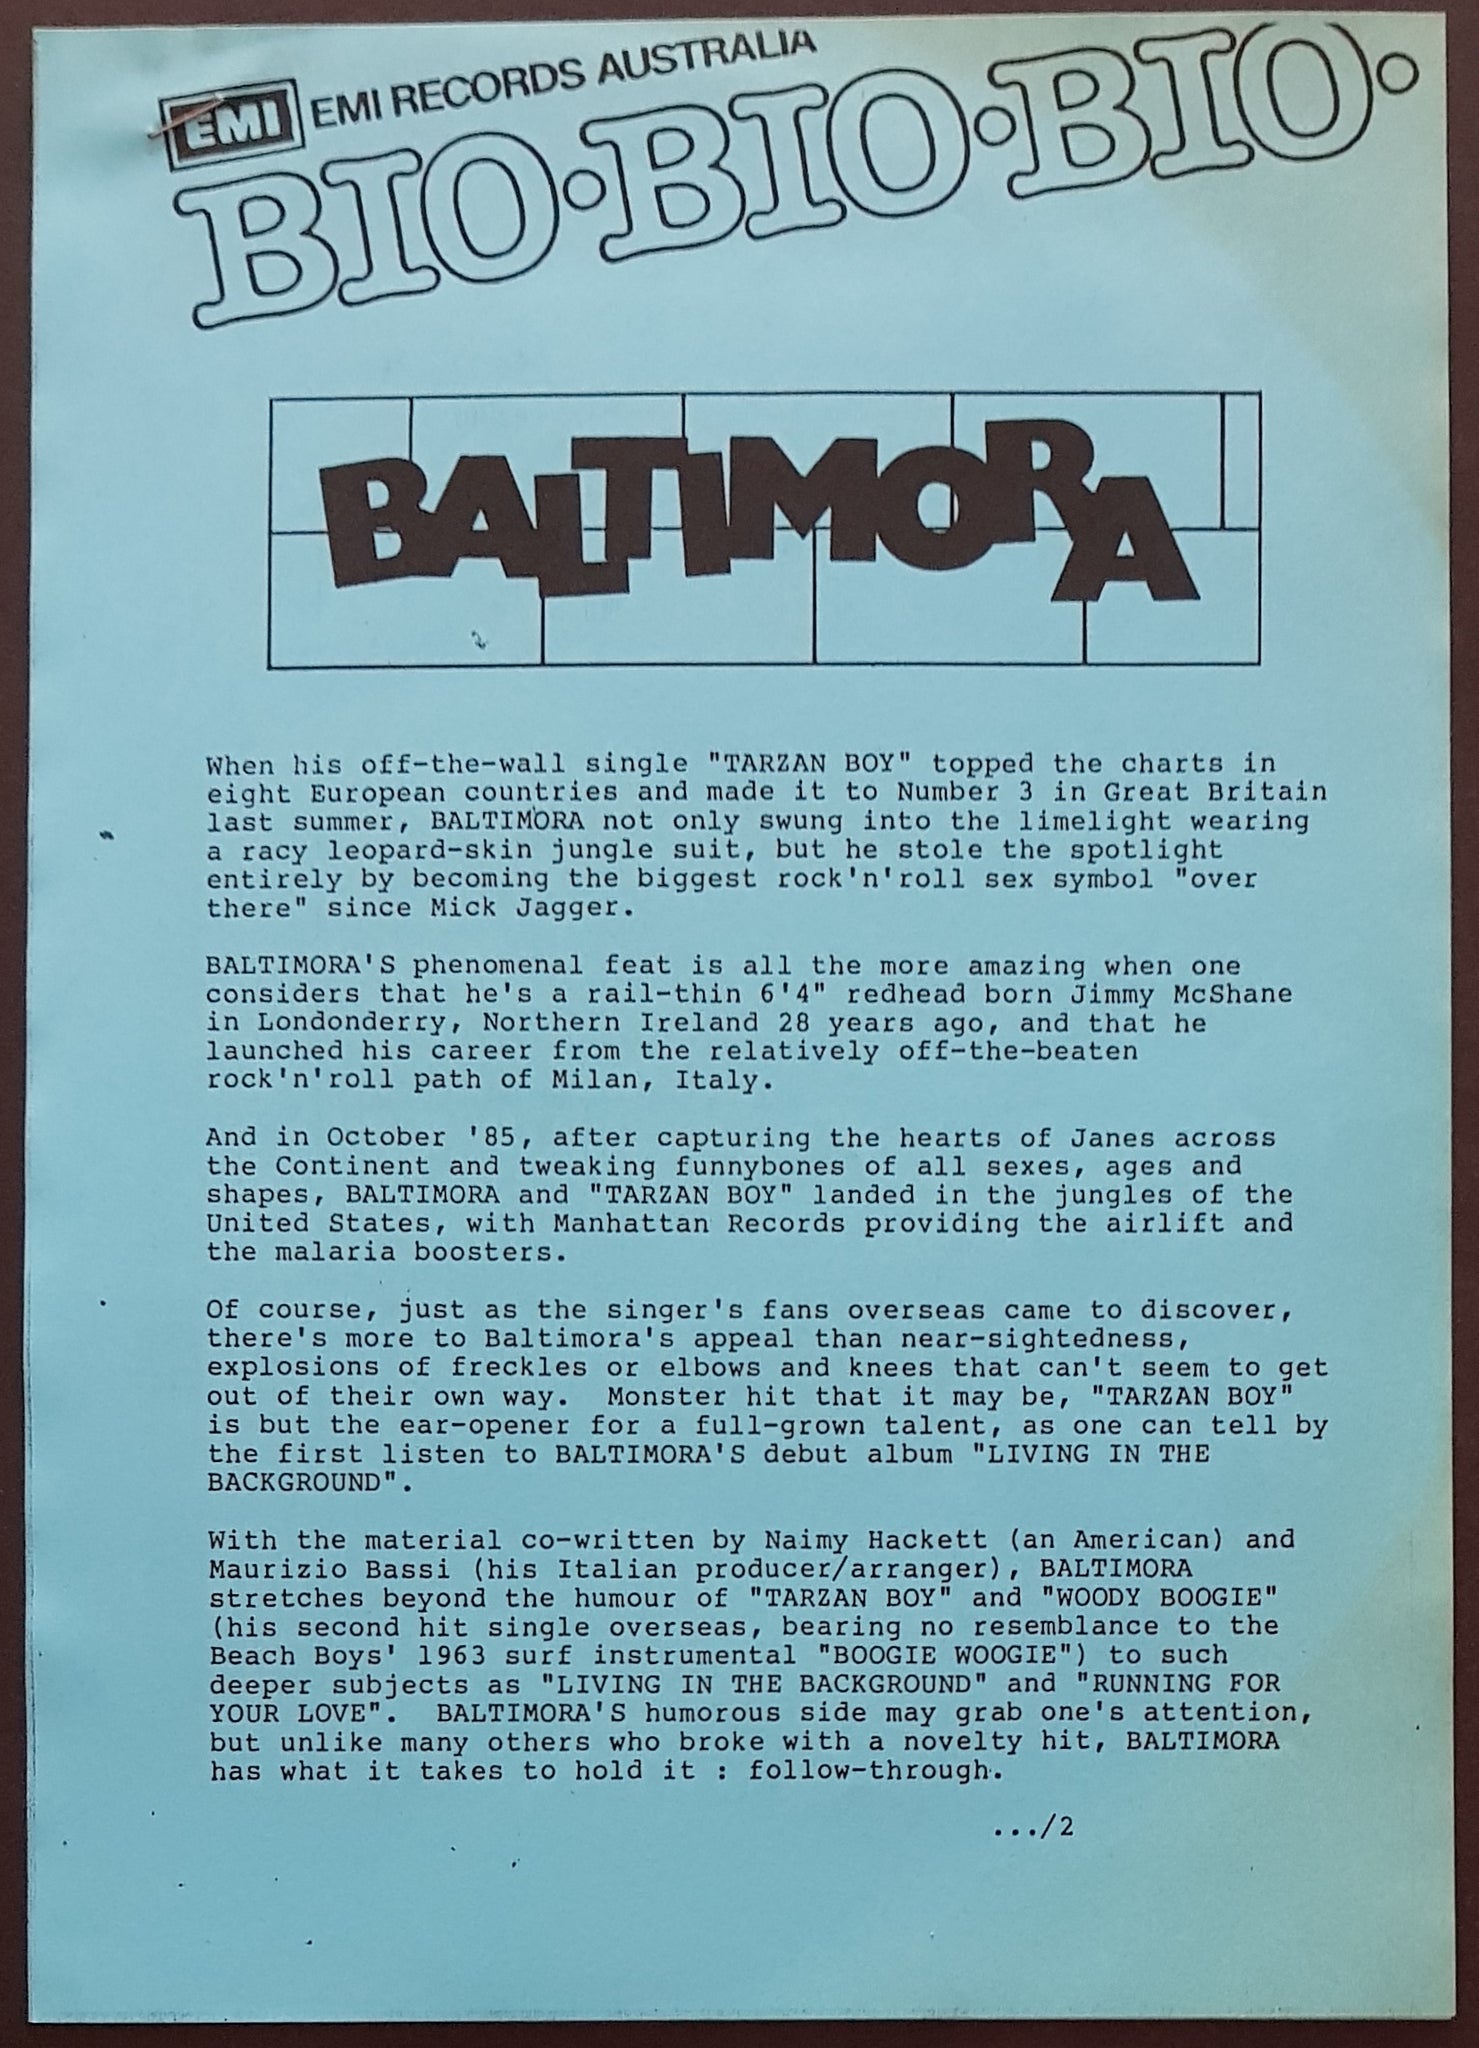 EMI EMI RECORDS AUSTRALIA
BIO·BIO·BIO·
BALTIMORA
When his off-the-wall single "TARZAN BOY" topped the charts in
eight European countries and made it to Number 3 in Great Britain
last summer, BALTIMORA not only swung into the limelight wearing
a racy leopard-skin jungle suit, but he stole the spotlight
entirely by becoming the biggest rock'n'roll sex symbol "over
there" since Mick Jagger.
BALTIMORA'S phenomenal feat is all the more amazing when one
considers that he's a rail-thin 6'4" redhead born Jimmy McShane
in Londonderry, Northern Ireland 28 years ago, and that he
launched his career from the relatively off-the-beaten
rock'n'roll path of Milan, Italy.
And in October '85, after capturing the hearts of Janes across
the Continent and tweaking funnybones of all sexes, ages and
shapes, BALTIMORA and "TARZAN BOY" landed in the jungles of the
United States, with Manhattan Records providing the airlift and
the malaria boosters.
Of course, just as the singer's fans overseas came to discover,
there's more to Baltimora's appeal than near-sightedness,
explosions of freckles or elbows and knees that can't seem to get
out of their own way.  Monster hit that it may be, "TARZAN BOY"
is but the ear-opener for a full-grown talent, as one can tell by
the first listen to BALTIMORA'S debut album "LIVING IN THE
BACKGROUND".
With the material co-written by Naimy Hackett (an American) and
Maurizio Bassi (his Italian producer/arranger), BALTIMORA
stretches beyond the humour of "TARZAN BOY" and "WOODY BOOGIE"
(his second hit single overseas, bearing no resemblance to the
Beach Boys' 1963 surf instrumental "BOOGIE WOOGIE") to such
deeper subjects as "LIVING IN THE BACKGROUND" and "RUNNING FOR
YOUR LOVE".  BALTIMORA'S humorous side may grab one's attention,
but unlike many others who broke with a novelty hit, BALTIMORA
has what it takes to hold it : follow-through.
.../2